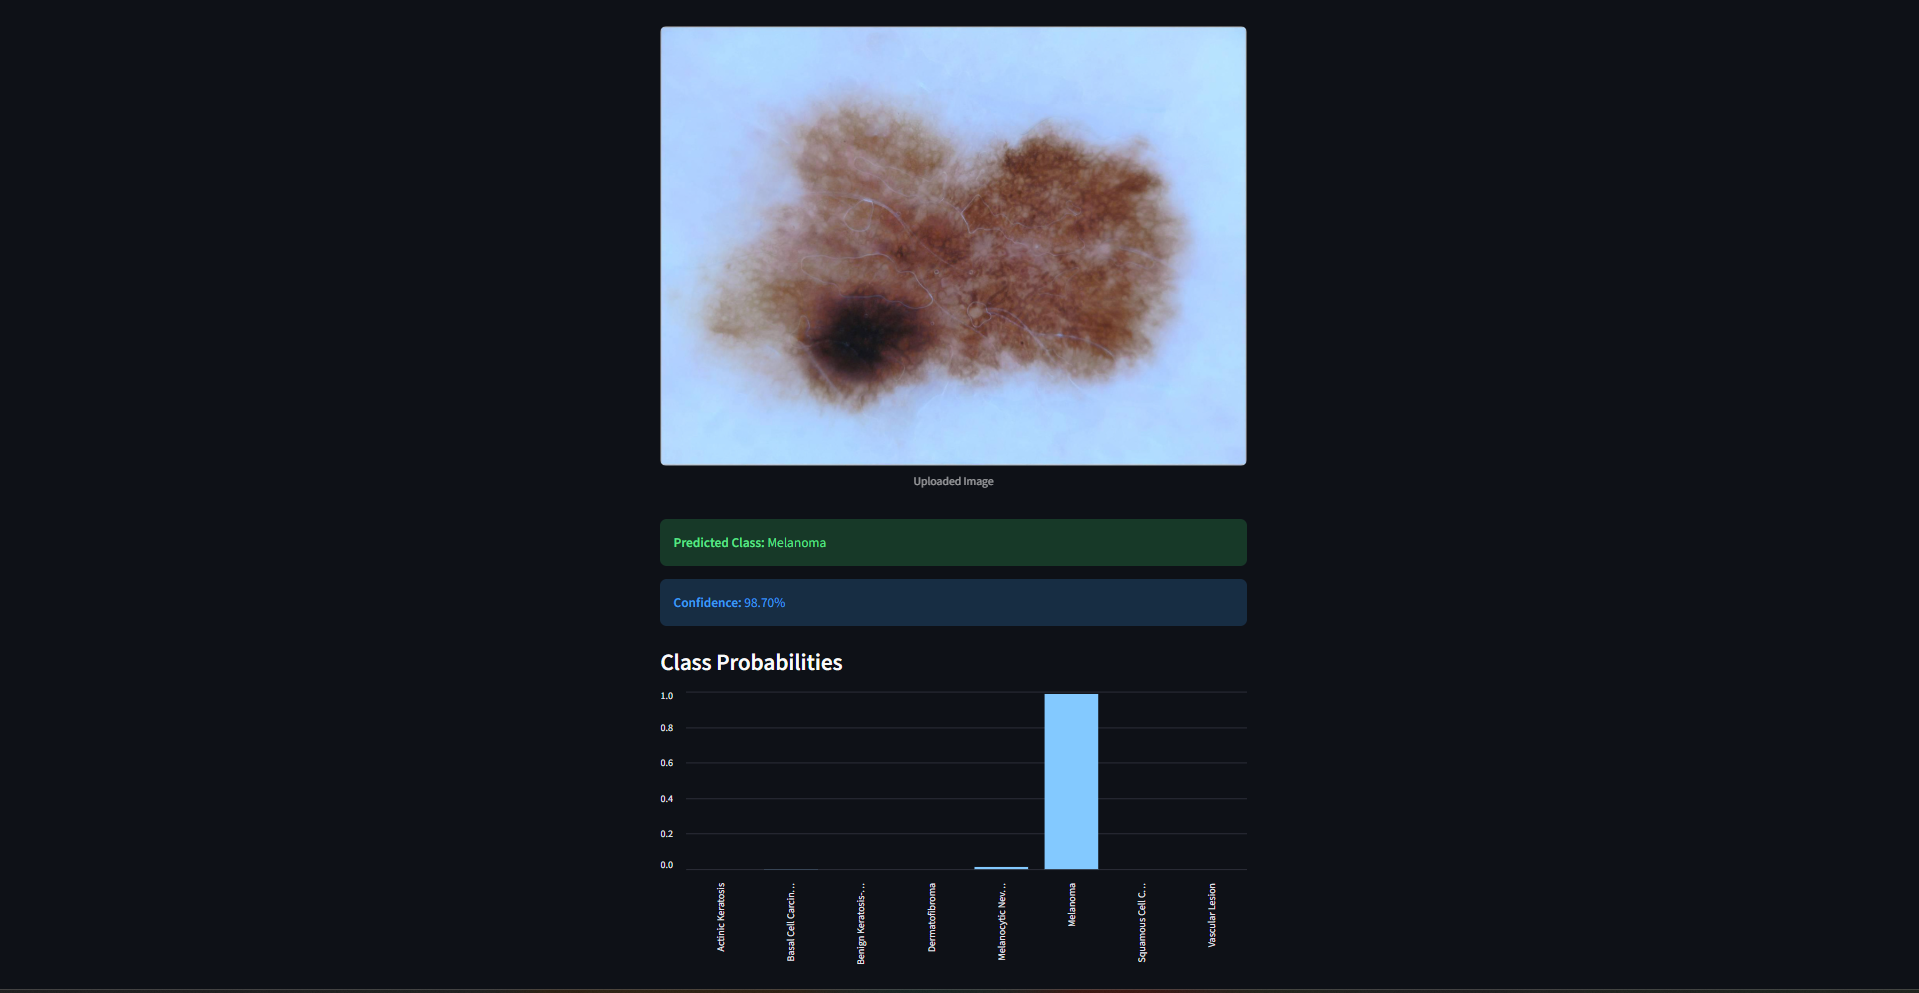 Uploaded Image
Predicted Class: Melanoma
Confidence: 98.70%
Class Probabilities
1.0
0.8
0.6
0.4
0.2
0.0
Actinic Keratosis
Basal Cell Carcin...
Benign Keratosis-...
Dermatofibroma
Melanocytic Nev...
Melanoma
Squamous Cell C...
Vascular Lesion